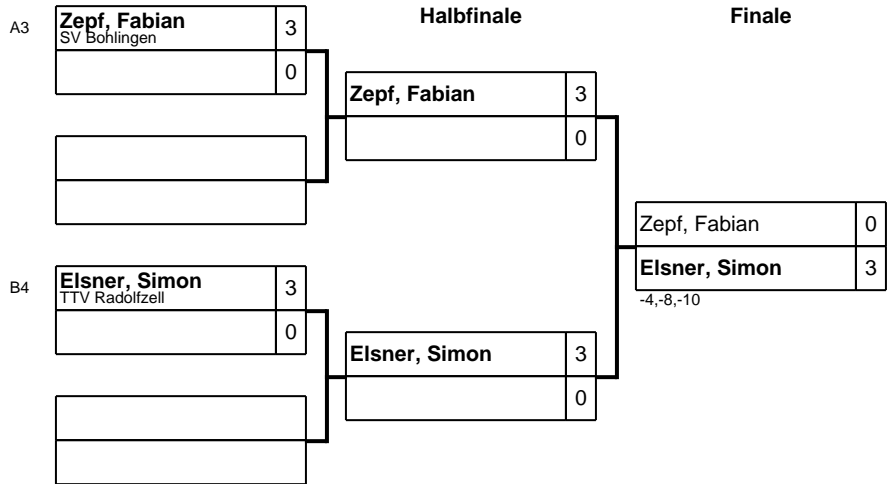 Halbfinale
Finale
A3
Zepf, Fabian 3
SV Bohlingen
0
Zepf, Fabian 3
0
Zepf, Fabian 0
Elsner, Simon 3
-4,-8,-10
B4
Elsner, Simon 3
TTV Radolfzell
0
Elsner, Simon 3
0